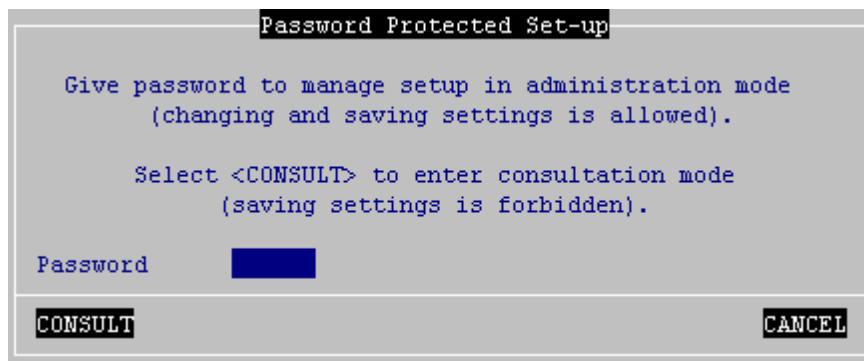 Password Protected Set-up
Give password to manage setup in administration mode
(changing and saving settings is allowed).
Select <CONSULT> to enter consultation mode
(saving settings is forbidden).
Password
CONSULT CANCEL